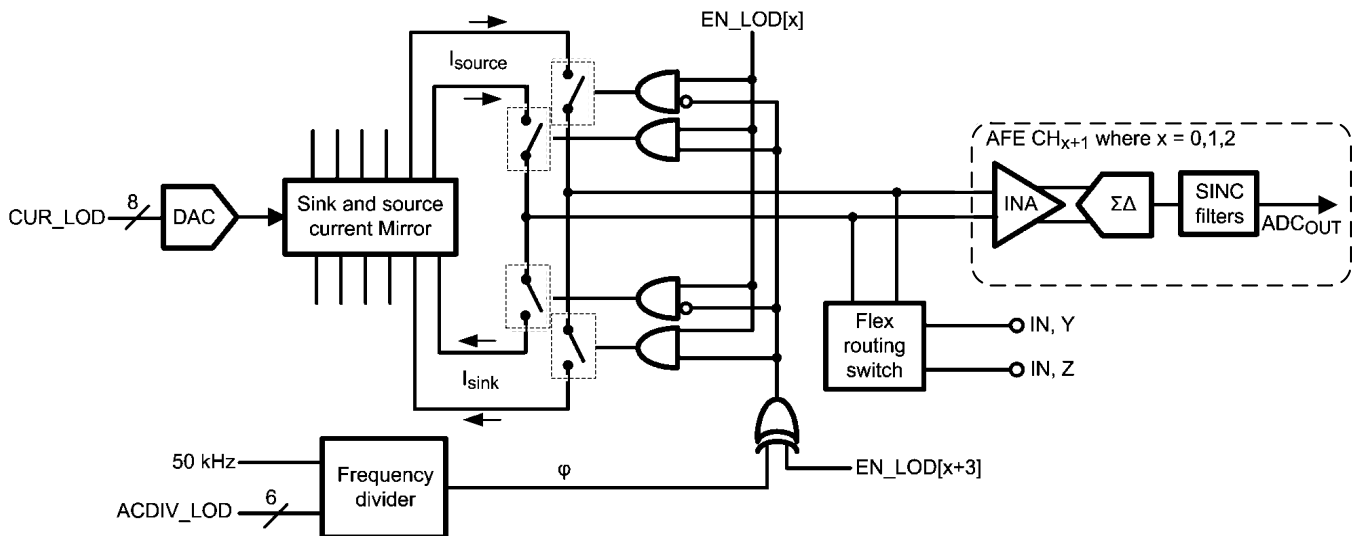 EN_LOD[x]
Isource
AFE CHx+1 where x = 0,1,2
CUR_LOD
8
DAC
Sink and source
current Mirror
INA
ΣΔ
SINC
filters
ADCOUT
Flex
routing
switch
IN, Y
IN, Z
Isink
50 kHz
ACDIV_LOD
6
Frequency
divider
φ
EN_LOD[x+3]